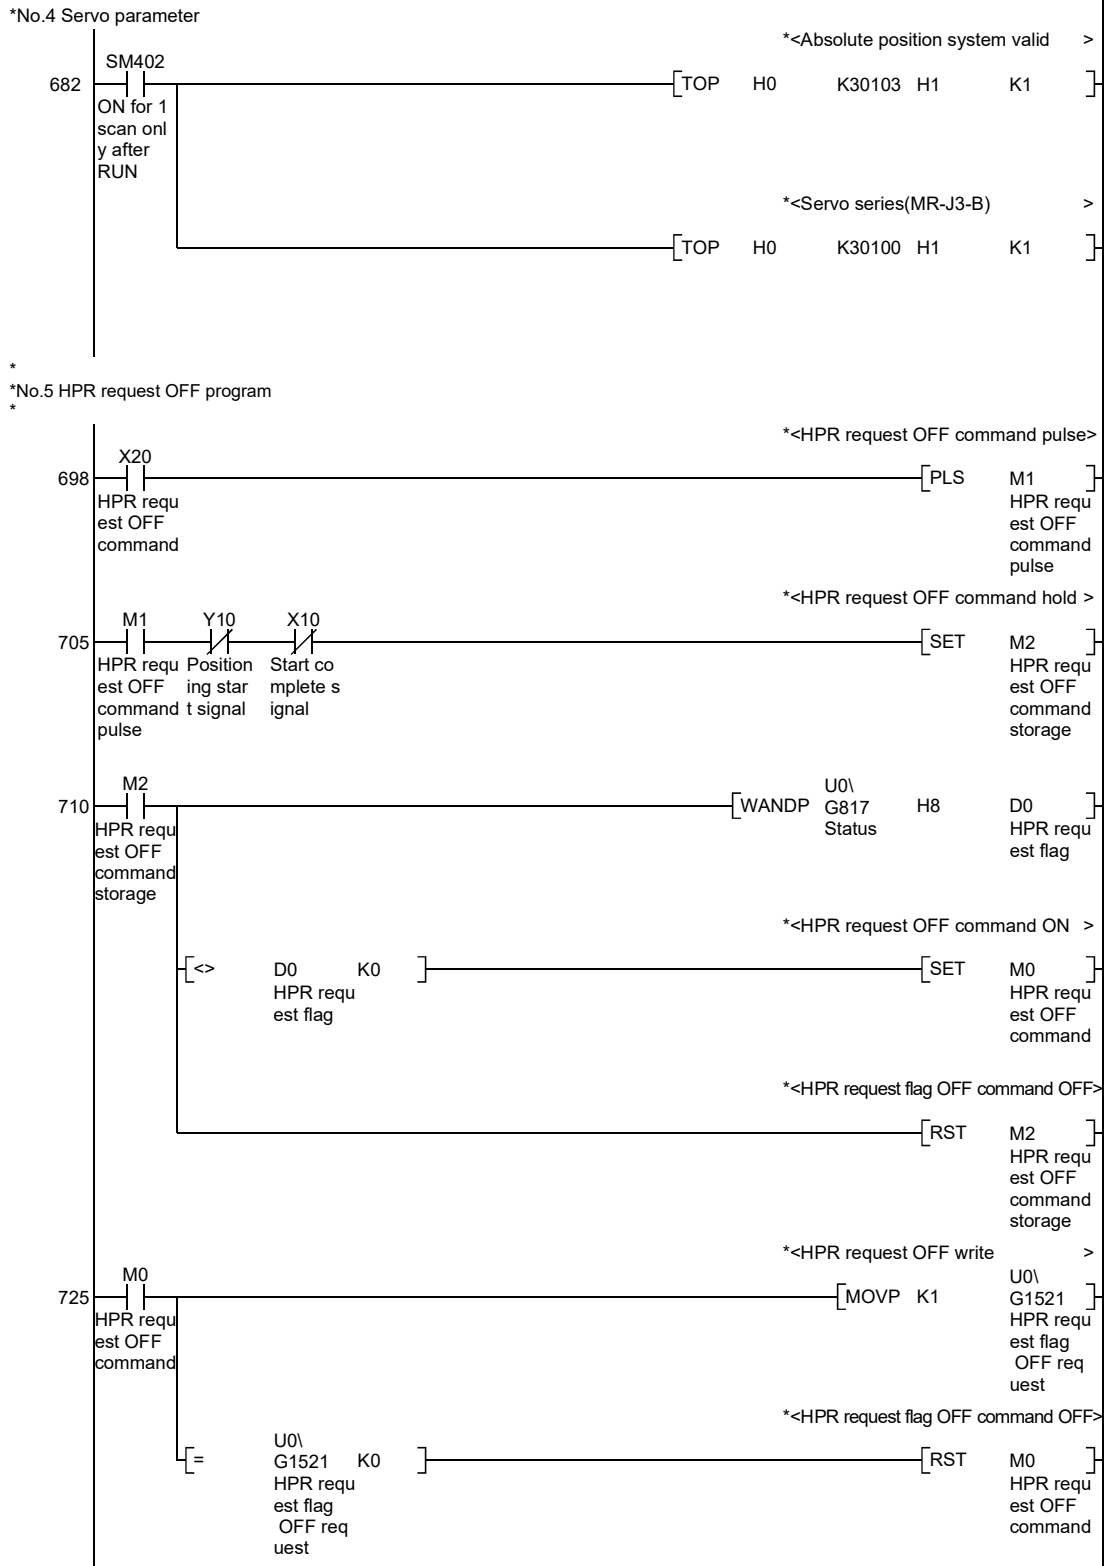 *No.4 Servo parameter
*<Absolute position system valid >
SM402
682
[TOP H0 K30103 H1 K1 ]
ON for 1
scan onl
y after
RUN
*<Servo series(MR-J3-B) >
[TOP H0 K30100 H1 K1 ]
*
*No.5 HPR request OFF program
*
*<HPR request OFF command pulse>
X20
698
[PLS M1 ]
HPR requ
est OFF
command
HPR requ
est OFF
command
pulse
*<HPR request OFF command hold >
M1 Y10 X10
705
[SET M2 ]
HPR requ
est OFF
command
pulse
Position
ing star
t signal
Start co
mplete s
ignal
HPR requ
est OFF
command
storage
M2
710
[WANDP U0\
G817 H8 D0 ]
Status
HPR requ
est flag
HPR requ
est OFF
command
storage
*<HPR request OFF command ON >
[<> D0 K0 ]
[SET M0 ]
HPR requ
est flag
HPR requ
est OFF
command
*<HPR request flag OFF command OFF>
[RST M2 ]
HPR requ
est OFF
command
storage
*<HPR request OFF write >
M0
725
[MOVP K1 U0\
G1521 ]
HPR requ
est OFF
command
HPR requ
est flag
OFF req
uest
*<HPR request flag OFF command OFF>
[= U0\
G1521 K0 ]
[RST M0 ]
HPR requ
est flag
OFF req
uest
HPR requ
est OFF
command